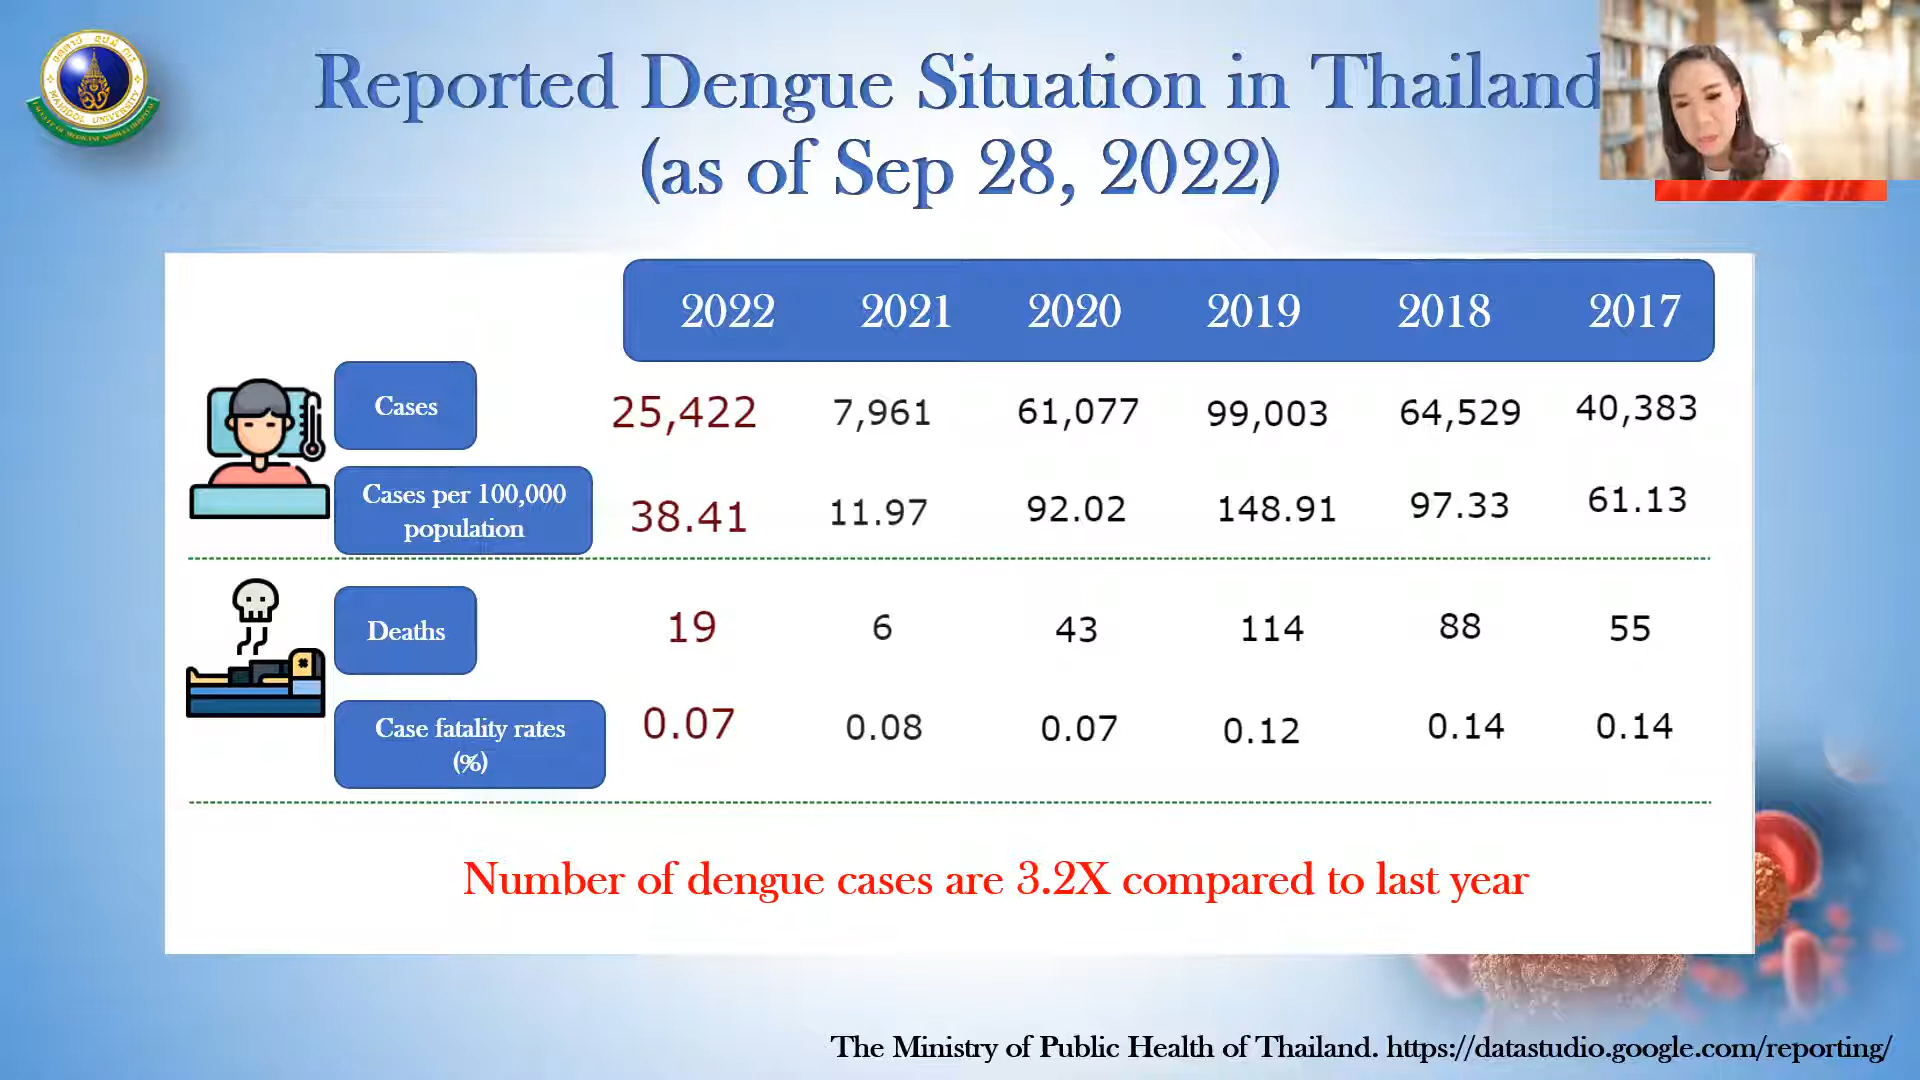 Reported Dengue Situation in Thailand
(as of Sep 28, 2022)
2022 2021 2020 2019 2018 2017
Cases 25,422 7,961 61,077 99,003 64,529 40,383
Cases per 100,000
population 38.41 11.97 92.02 148.91 97.33 61.13
Deaths 19 6 43 114 88 55
Case fatality rates
(%) 0.07 0.08 0.07 0.12 0.14 0.14
Number of dengue cases are 3.2X compared to last year
The Ministry of Public Health of Thailand. https://datastudio.google.com/reporting/
MAHIDOL UNIVERSITY